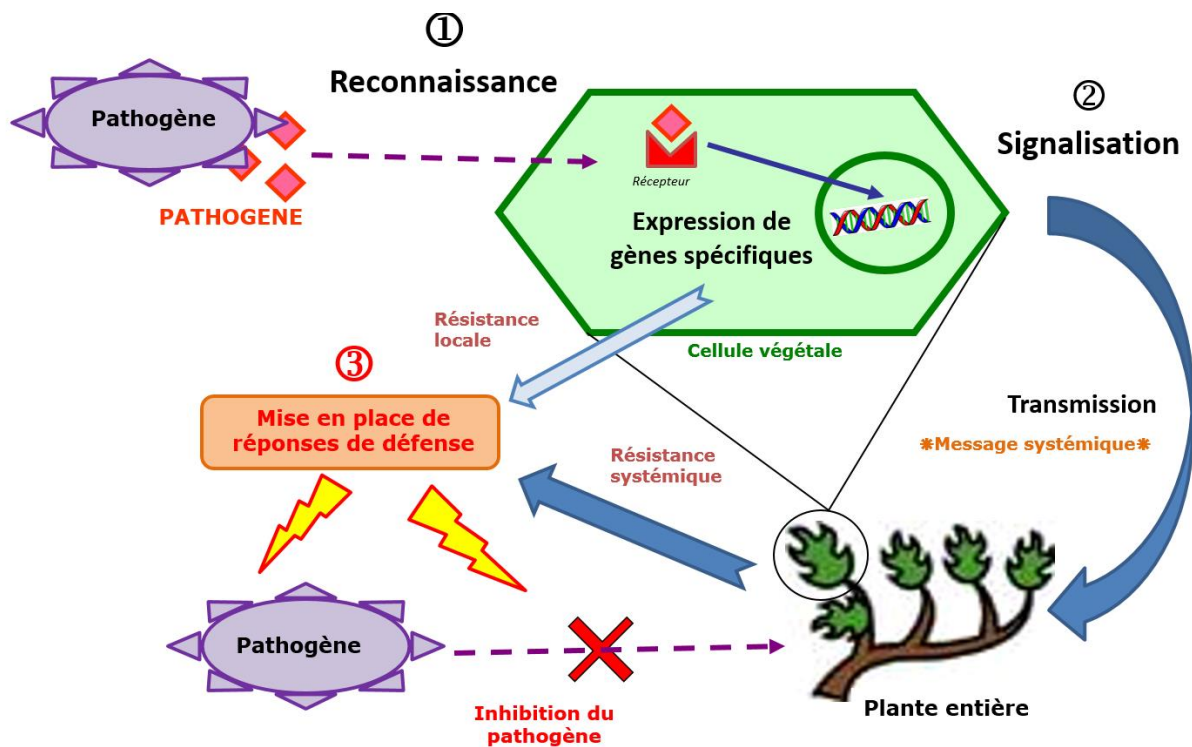 ①
Reconnaissance
Pathogène
PATHOGENE
Récepteur
Expression de
gènes spécifiques
Cellule végétale
②
Signalisation
Transmission
*Message systémique*
Résistance
locale
③
Mise en place de
réponses de défense
Résistance
systémique
Pathogène
Inhibition du
pathogène
Plante entière